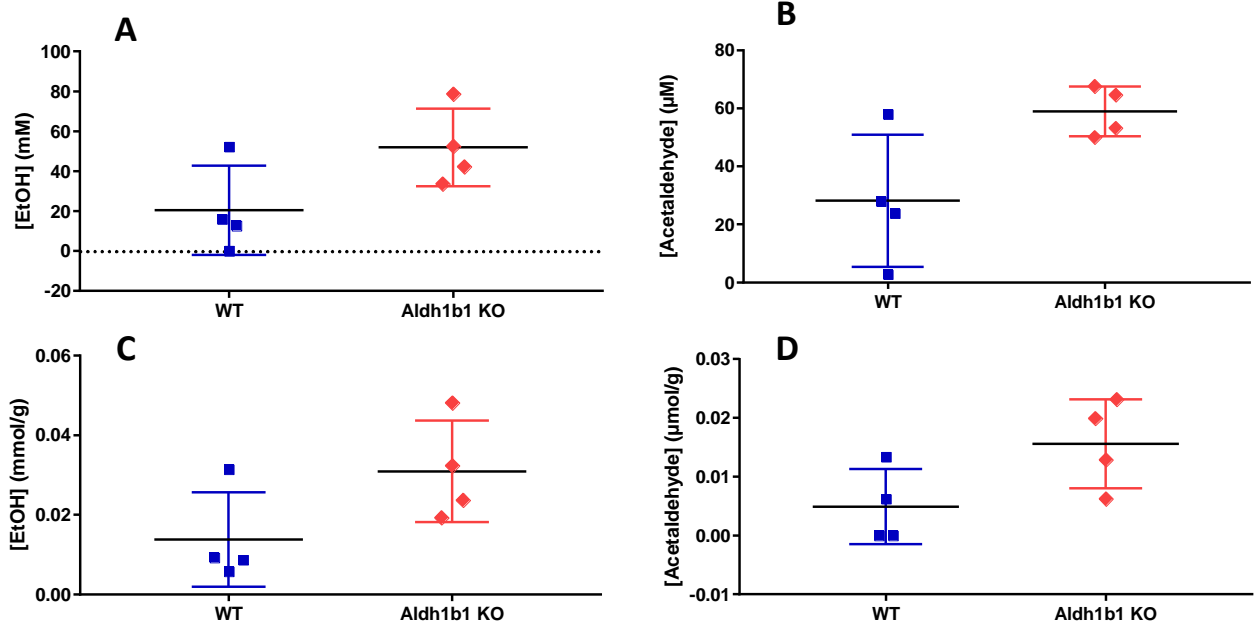 A
[EtOH] (mM)
100
80
60
40
20
0
-20
WT
Aldh1b1 KO
B
[Acetaldehyde] (µM)
80
60
40
20
0
WT
Aldh1b1 KO
C
[EtOH] (mmol/g)
0.06
0.04
0.02
0.00
WT
Aldh1b1 KO
D
[Acetaldehyde] (µmol/g)
0.03
0.02
0.01
0.00
-0.01
WT
Aldh1b1 KO